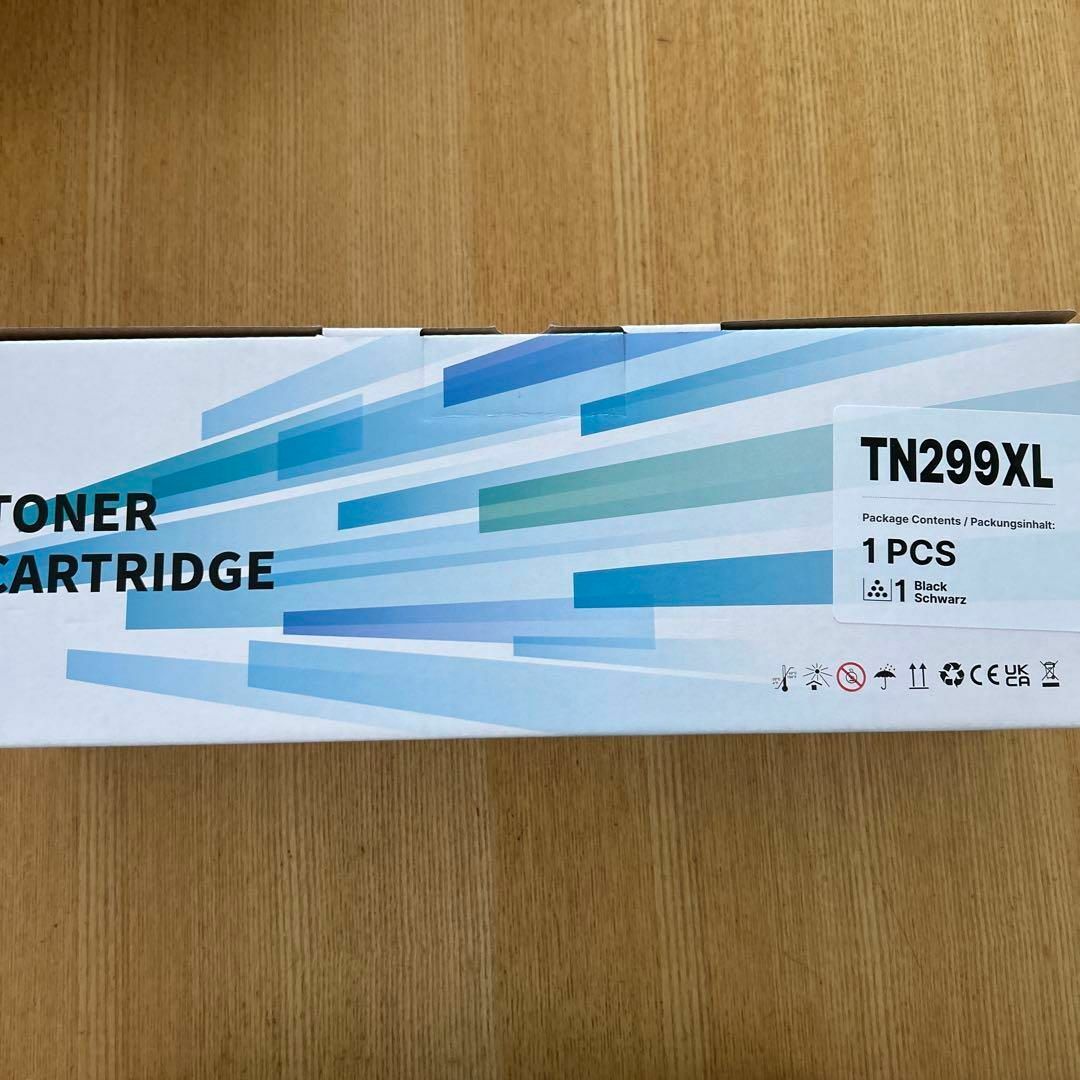 TONER
CARTRIDGE
TN299XL
Package Contents / Packungsinhalt:
1 PCS
1 Black
Schwarz
CE UK
CA